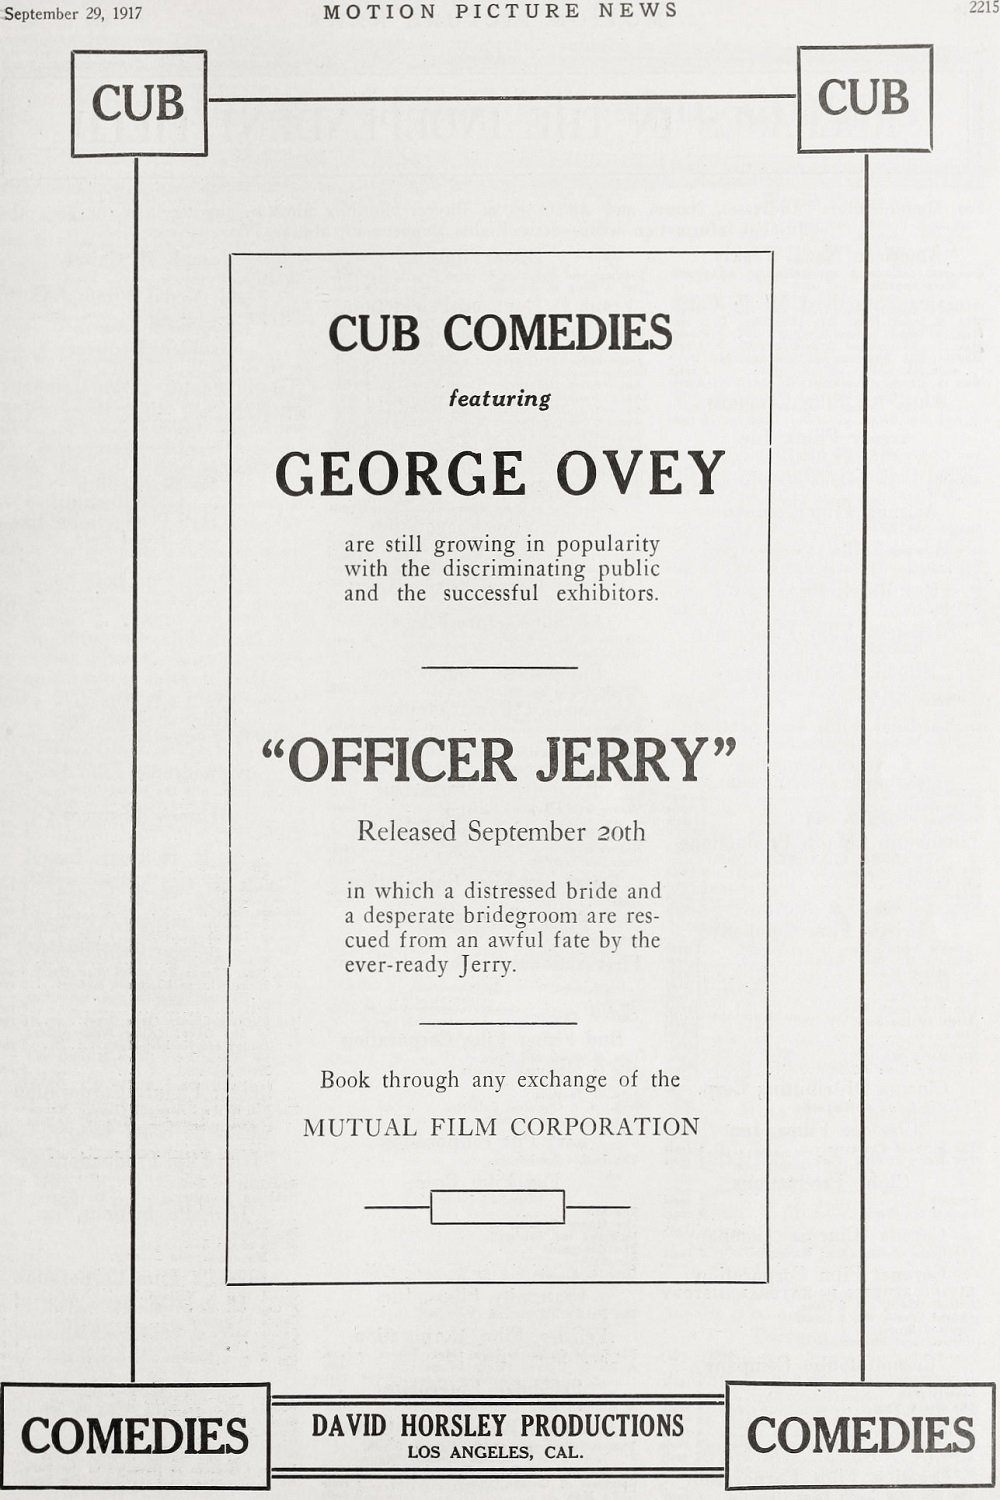 September 29, 1917
MOTION PICTURE NEWS
2215
CUB
CUB
CUB COMEDIES
featuring
GEORGE OVEY
are still growing in popularity
with the discriminating public
and the successful exhibitors.
"OFFICER JERRY"
Released September 20th
in which a distressed bride and
a desperate bridegroom are res-
cued from an awful fate by the
ever-ready Jerry.
Book through any exchange of the
MUTUAL FILM CORPORATION
COMEDIES
DAVID HORSLEY PRODUCTIONS
LOS ANGELES, CAL.
COMEDIES